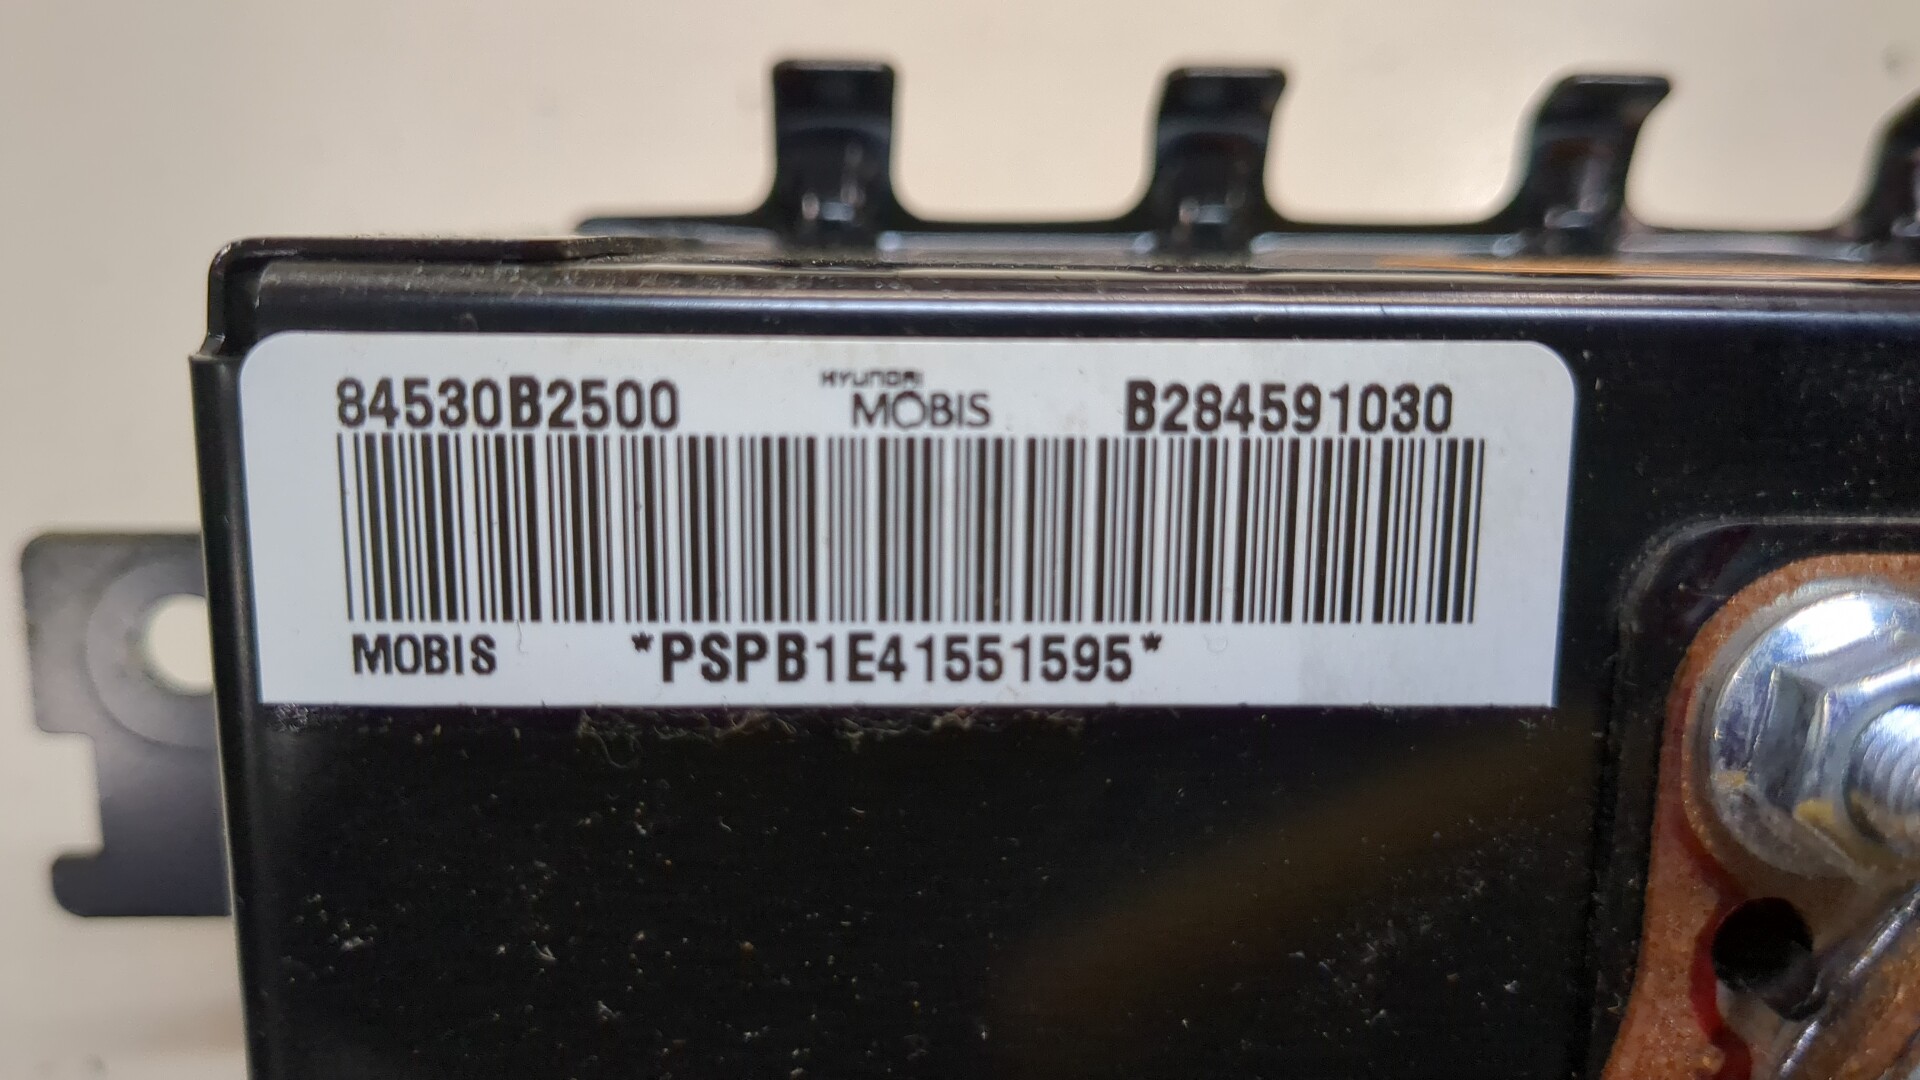 84530B2500 HYUNDAI MOBIS B284591030
MOBIS *PSPB1E41551595*